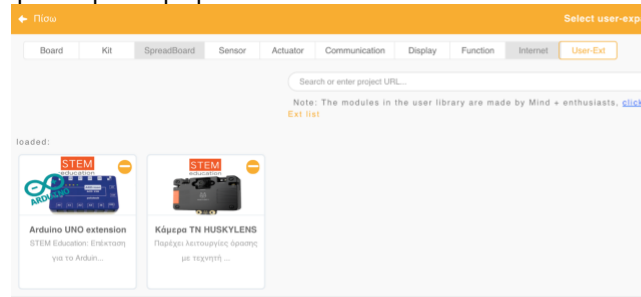 ← Πίσω
Select user-exp
Board Kit SpreadBoard Sensor Actuator Communication Display Function Internet User-Ext
Search or enter project URL...
Note: The modules in the user library are made by Mind + enthusiasts, click
Ext list
loaded:
STEM
education
ARDUINO
Arduino UNO extension
STEM Education: Επέκταση
για το Arduin...
STEM
education
Κάμερα ΤΝ HUSKYLENS
Παρέχει λειτουργίες όρασης
με τεχνητή ...